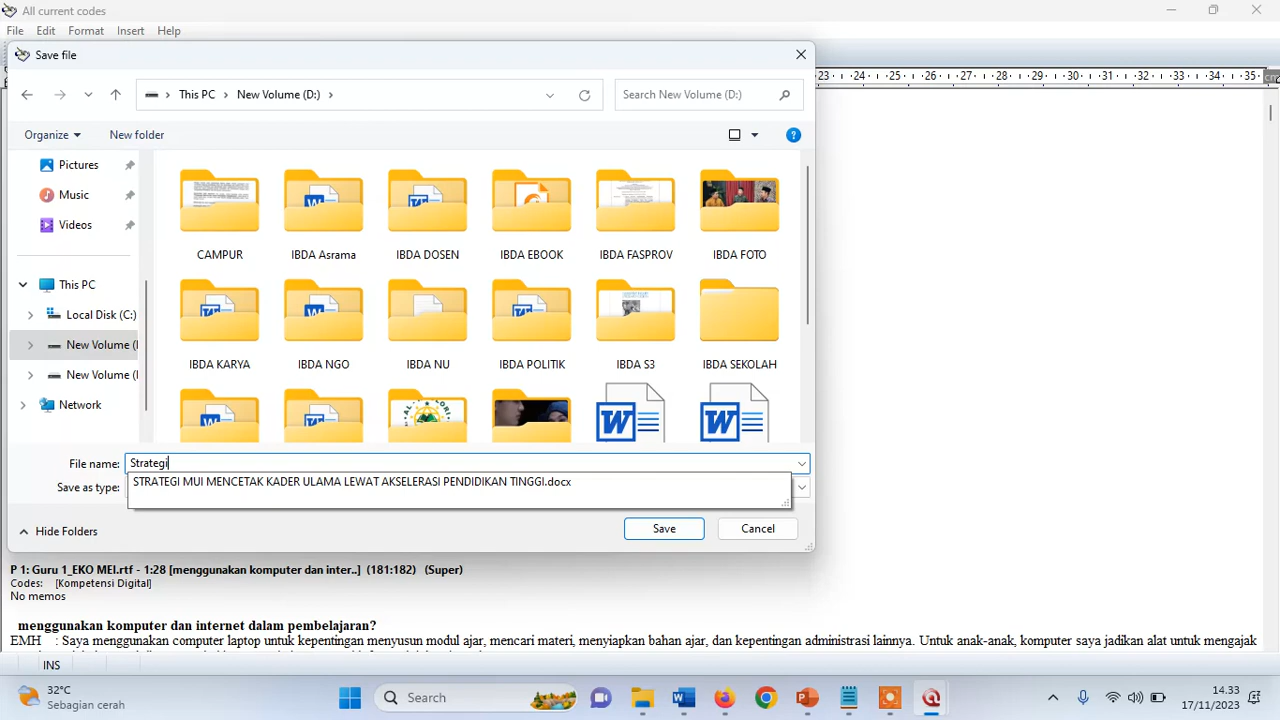 All current codes
File Edit Format Insert Help
Save file
This PC New Volume (D:)
Search New Volume (D:)
Organize New folder
Pictures
Music
Videos
This PC
Local Disk (C:)
New Volume (
New Volume (
Network
CAMPUR IBDA Asrama IBDA DOSEN IBDA EBOOK IBDA FASPROV IBDA FOTO
IBDA KARYA IBDA NGO IBDA NU IBDA POLITIK IBDA S3 IBDA SEKOLAH
File name: Strategi
STRATEGI MUI MENCETAK KADER ULAMA LEWAT AKSELERASI PENDIDIKAN TINGGI.docx
Save as type:
Hide Folders
Save Cancel
23 24 25 26 27 28 29 30 31 32 33 34 35 cm
P 1: Guru 1_EKO MEI.rtf - 1:28 [menggunakan komputer dan inter..] (181:182) (Super)
Codes: [Kompetensi Digital]
No memos
menggunakan komputer dan internet dalam pembelajaran?
EMH : Saya menggunakan computer laptop untuk kepentingan menyusun modul ajar, mencari materi, menyiapkan bahan ajar, dan kepentingan administrasi lainnya. Untuk anak-anak, komputer saya jadikan alat untuk mengajak
INS
32°C
Sebagian cerah
Search
14.33
17/11/2023